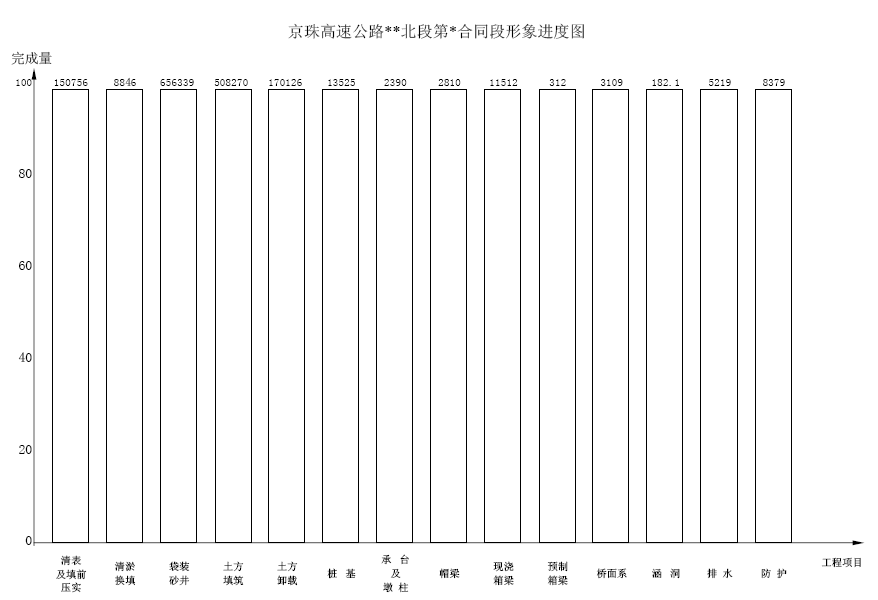 京珠高速公路**北段第*合同段形象进度图
完成量
100
150756 8846 656339 508270 170126 13525 2390 2810 11512 312 3109 182.1 5219 8379
80
60
40
20
0
清表
及填前
压实
清淤
换填
袋装
砂井
土方
填筑
土方
卸载
桩 基
承 台
及
墩 柱
帽梁
现浇
箱梁
预制
箱梁
桥面系
涵 洞
排 水
防 护
工程项目